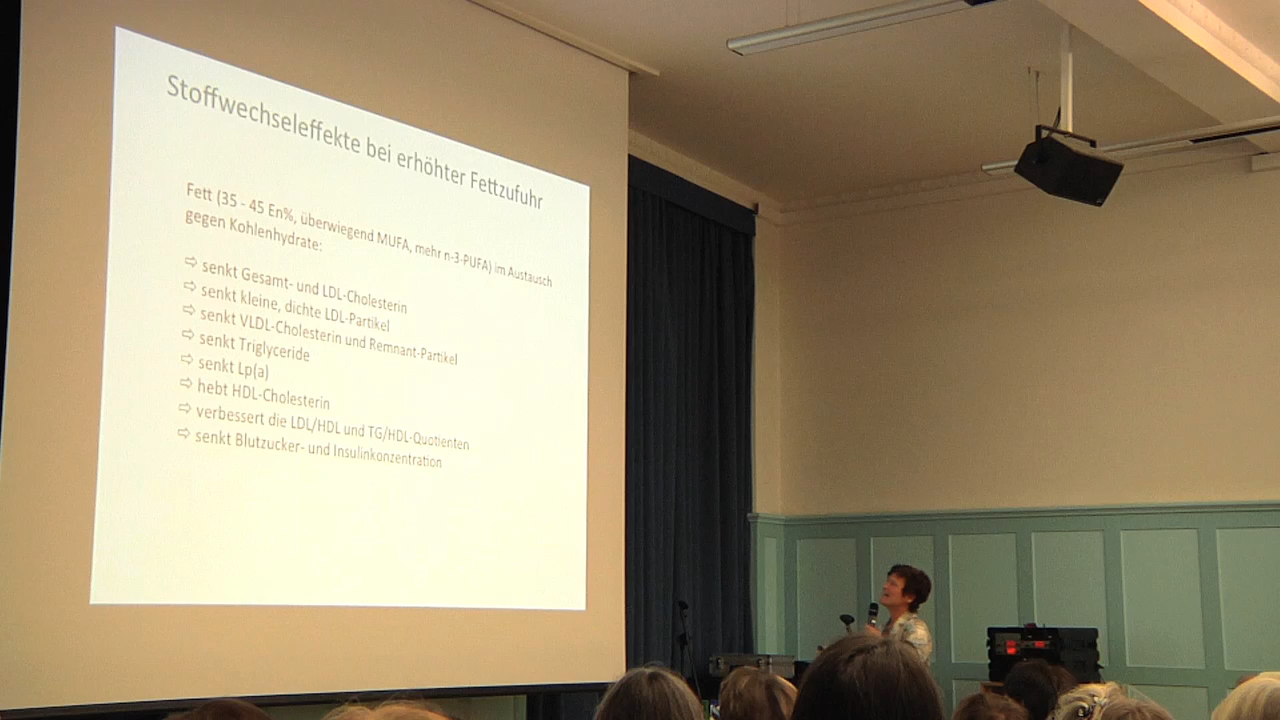 Stoffwechseleffekte bei erhöhter Fettzufuhr
Fett (35 - 45 En%, überwiegend MUFA, mehr n-3-PUFA) im Austausch
gegen Kohlenhydrate:
⇨ senkt Gesamt- und LDL-Cholesterin
⇨ senkt kleine, dichte LDL-Partikel
⇨ senkt VLDL-Cholesterin und Remnant-Partikel
⇨ senkt Triglyceride
⇨ senkt Lp(a)
⇨ hebt HDL-Cholesterin
⇨ verbessert die LDL/HDL und TG/HDL-Quotienten
⇨ senkt Blutzucker- und Insulinkonzentration